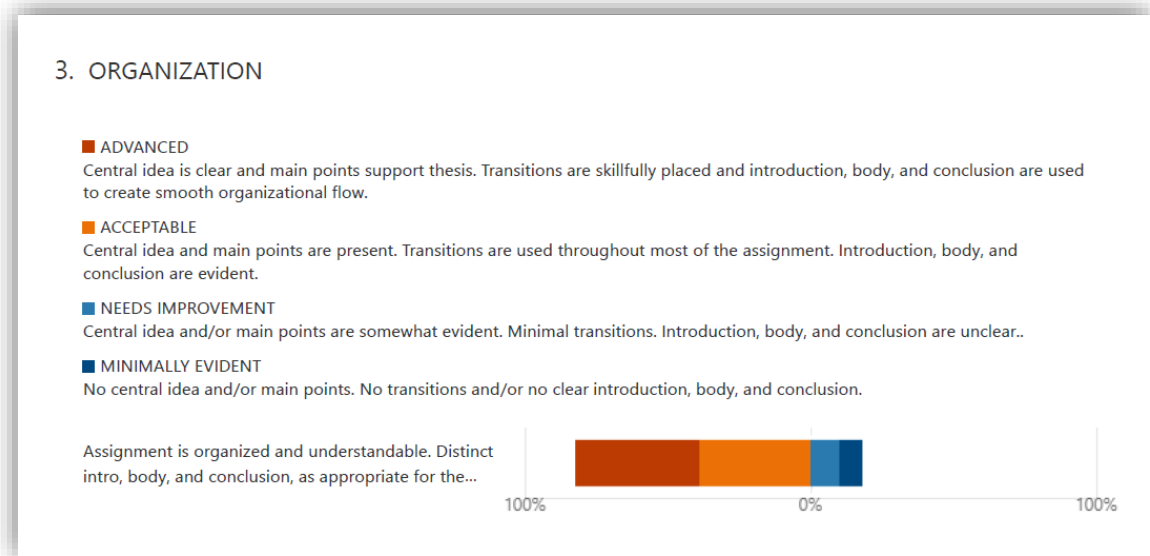 3. ORGANIZATION
ADVANCED
Central idea is clear and main points support thesis. Transitions are skillfully placed and introduction, body, and conclusion are used
to create smooth organizational flow.
ACCEPTABLE
Central idea and main points are present. Transitions are used throughout most of the assignment. Introduction, body, and
conclusion are evident.
NEEDS IMPROVEMENT
Central idea and/or main points are somewhat evident. Minimal transitions. Introduction, body, and conclusion are unclear..
MINIMALLY EVIDENT
No central idea and/or main points. No transitions and/or no clear introduction, body, and conclusion.
Assignment is organized and understandable. Distinct
intro, body, and conclusion, as appropriate for the...
100% 0% 100%